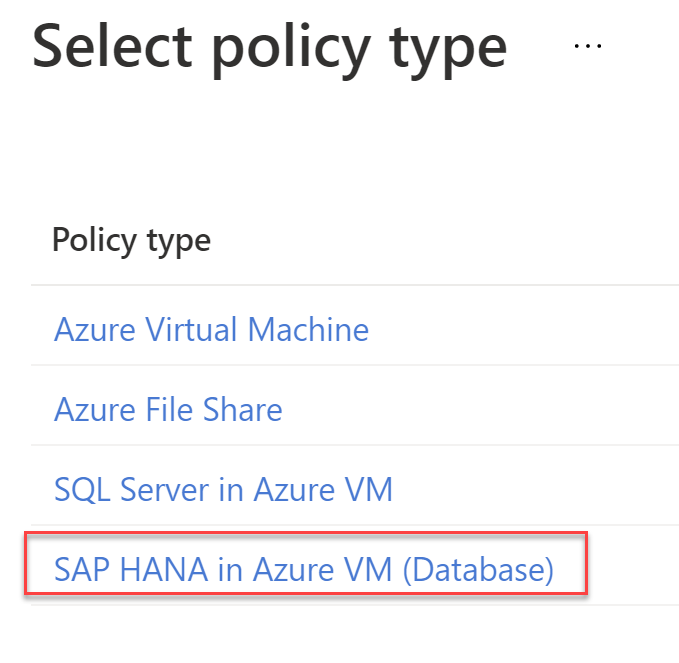 Select policy type ...
Policy type
Azure Virtual Machine
Azure File Share
SQL Server in Azure VM
SAP HANA in Azure VM (Database)